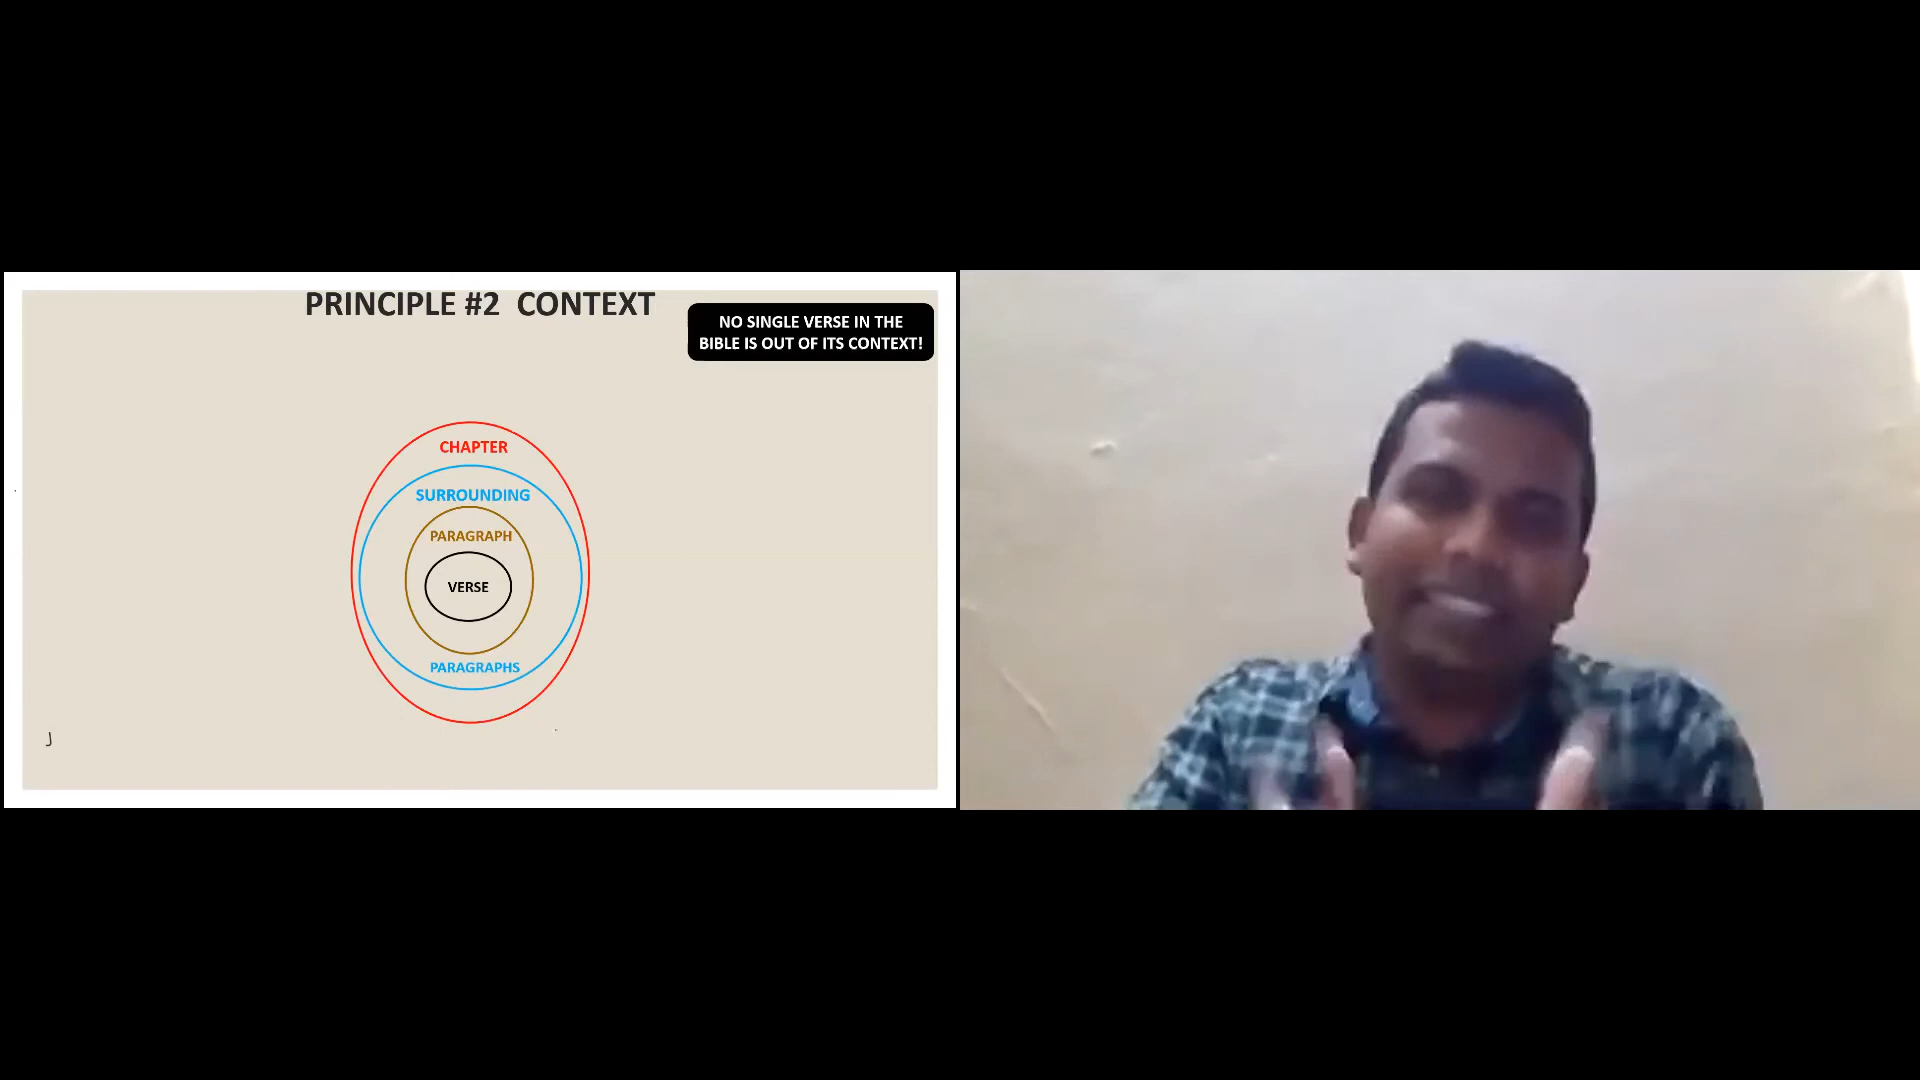 PRINCIPLE #2 CONTEXT
NO SINGLE VERSE IN THE
BIBLE IS OUT OF ITS CONTEXT!
CHAPTER
SURROUNDING
PARAGRAPH
VERSE
PARAGRAPHS